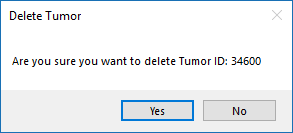 Delete Tumor
Are you sure you want to delete Tumor ID: 34600
Yes
No